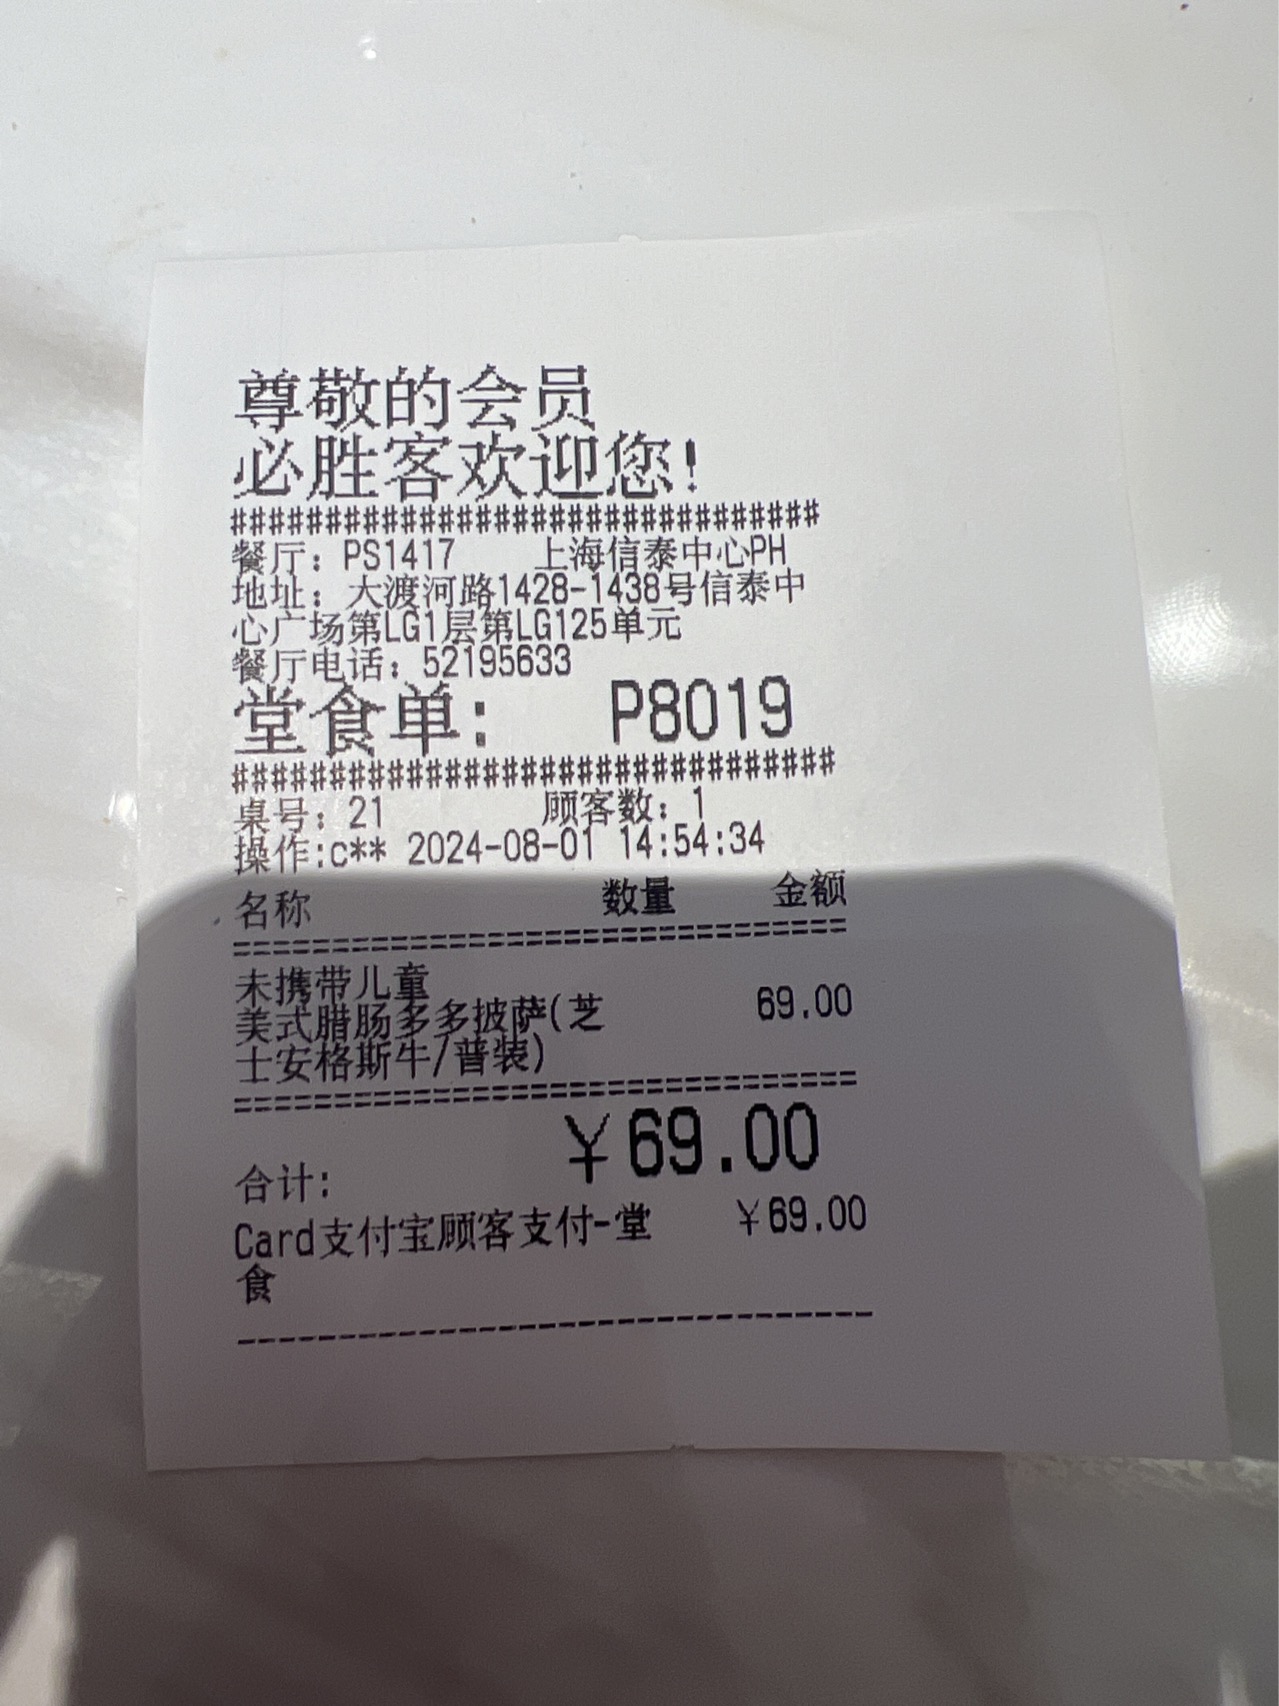 尊敬的会员
必胜客欢迎您!
###############################
餐厅: PS1417 上海信泰中心PH
地址: 大渡河路1428-1438号信泰中
心广场第LG1层第LG125单元
餐厅电话: 52195633
堂食单: P8019
###############################
桌号: 21 顾客数: 1
操作:c** 2024-08-01 14:54:34
名称 数量 金额
===============================
未携带儿童
美式腊肠多多披萨(芝 69.00
士安格斯牛/普装)
===============================
合计: ¥69.00
Card支付宝顾客支付-堂 ¥69.00
食
-------------------------------